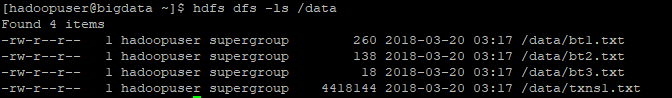 [hadoopuser@bigdata ~]$ hdfs dfs -ls /data
Found 4 items
-rw-r--r--   1 hadoopuser supergroup        260 2018-03-20 03:17 /data/bt1.txt
-rw-r--r--   1 hadoopuser supergroup        138 2018-03-20 03:17 /data/bt2.txt
-rw-r--r--   1 hadoopuser supergroup         18 2018-03-20 03:17 /data/bt3.txt
-rw-r--r--   1 hadoopuser supergroup    4418144 2018-03-20 03:17 /data/txns1.txt